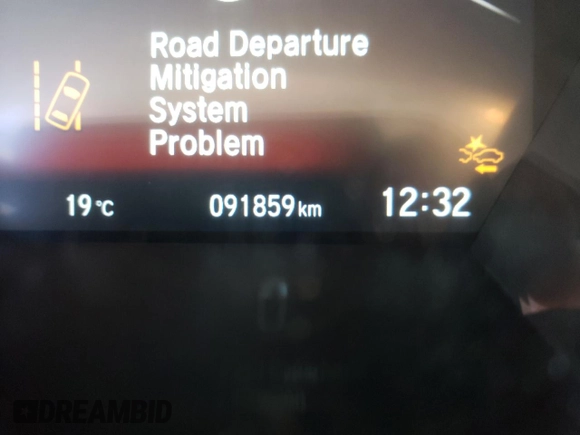 Road Departure
Mitigation
System
Problem
19°C 091859 km 12:32
DREAMBID